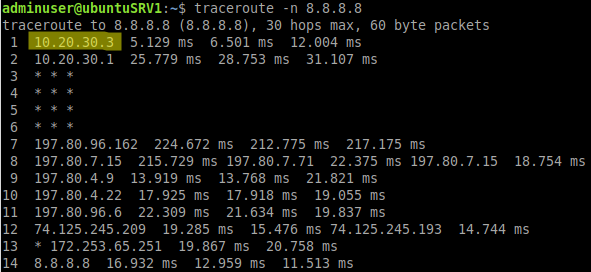 adminuser@ubuntuSRV1:~$ traceroute -n 8.8.8.8
traceroute to 8.8.8.8 (8.8.8.8), 30 hops max, 60 byte packets
 1  10.20.30.3  5.129 ms  6.501 ms  12.004 ms
 2  10.20.30.1  25.779 ms  28.753 ms  31.107 ms
 3  * * *
 4  * * *
 5  * * *
 6  * * *
 7  197.80.96.162  224.672 ms  212.775 ms  217.175 ms
 8  197.80.7.15  215.729 ms 197.80.7.71  22.375 ms 197.80.7.15  18.754 ms
 9  197.80.4.9  13.919 ms  13.768 ms  21.821 ms
10  197.80.4.22  17.925 ms  17.918 ms  19.055 ms
11  197.80.96.6  22.309 ms  21.634 ms  19.837 ms
12  74.125.245.209  19.285 ms  15.476 ms 74.125.245.193  14.744 ms
13  * 172.253.65.251  19.867 ms  20.758 ms
14  8.8.8.8  16.932 ms  12.959 ms  11.513 ms